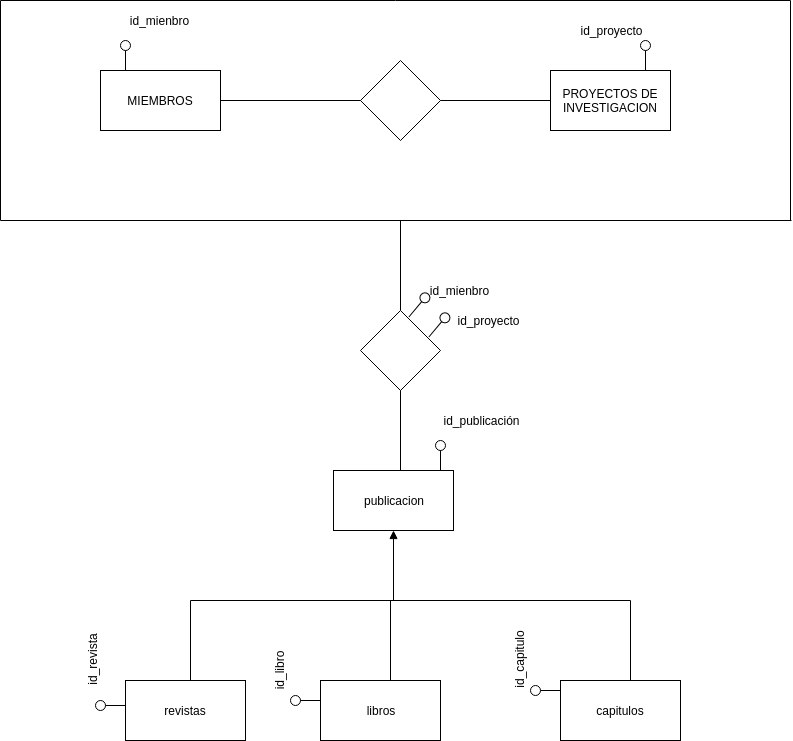 id_mienbro
id_proyecto
MIEMBROS
PROYECTOS DE
INVESTIGACION
id_mienbro
id_proyecto
id_publicación
publicacion
id_revista
id_libro
id_capitulo
revistas
libros
capitulos